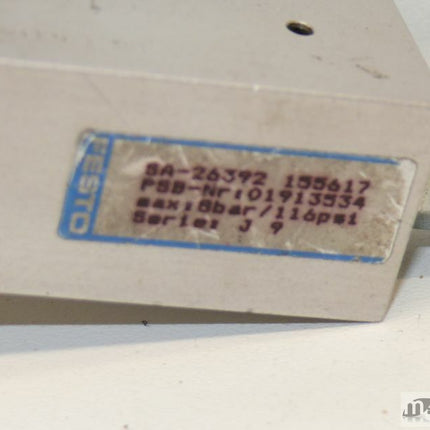 FESTO
SA-26392 155617
PSB-Nr:01913534
max:8bar/116psi
Serie: J 9